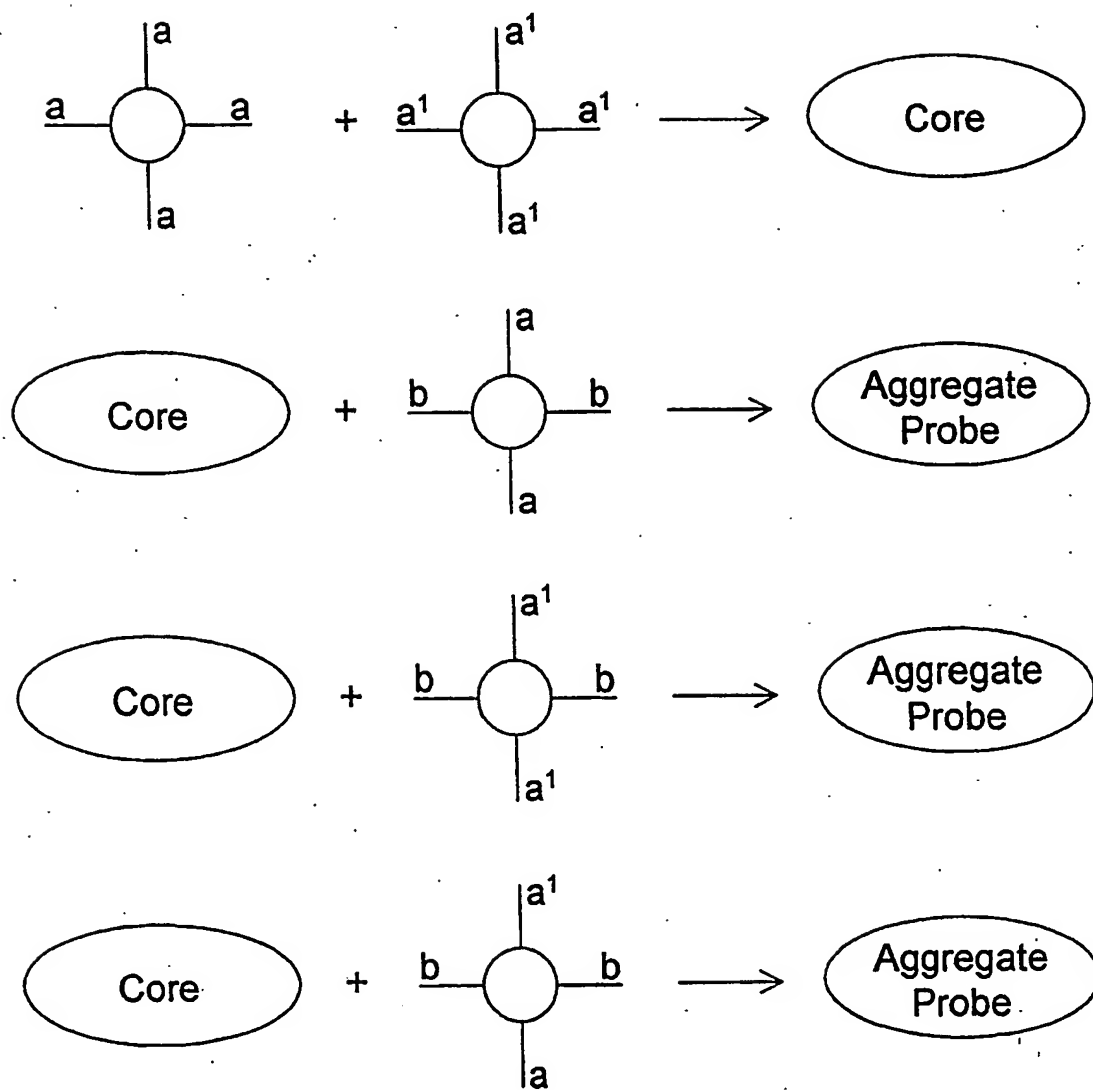 a a¹
a a + a¹ a¹ → Core
a a¹
a
Core + b b → Aggregate
Probe
a
a¹
Core + b b → Aggregate
Probe
a¹
a¹
Core + b b → Aggregate
Probe
a